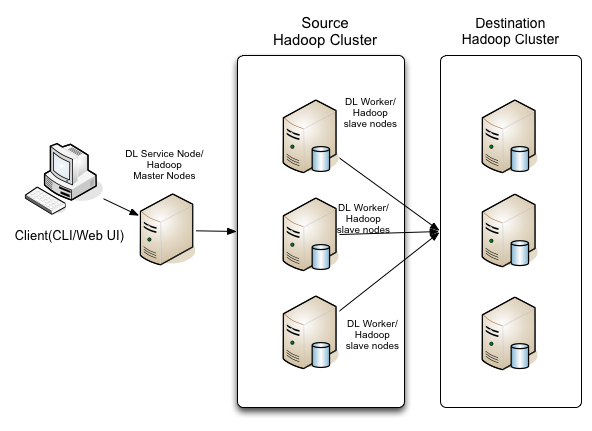 Source
Hadoop Cluster
Destination
Hadoop Cluster
DL Service Node/
Hadoop
Master Nodes
Client(CLI/Web UI)
DL Worker/
Hadoop
slave nodes
DL Worker/
Hadoop
slave nodes
DL Worker/
Hadoop
slave nodes